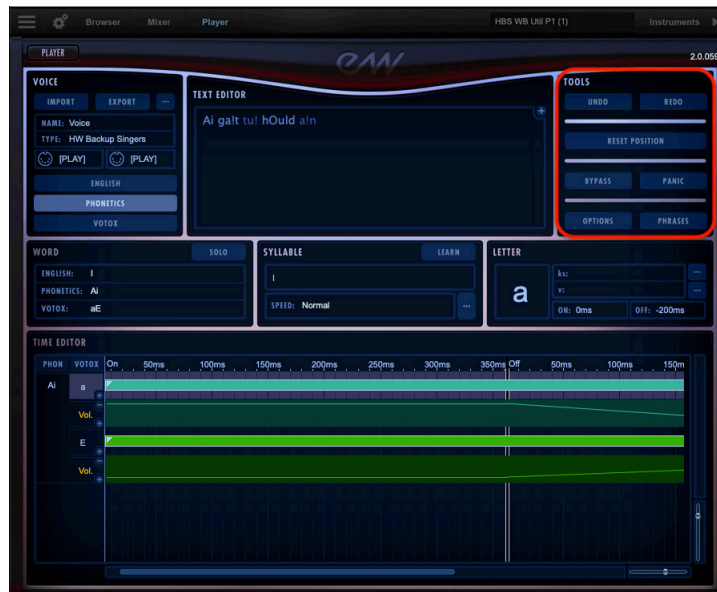 Browser Mixer Player HBS WB Util P1 (1) Instruments
PLAYER
EW
2.0.059
VOICE
IMPORT EXPORT ...
NAME: Voice
TYPE: HW Backup Singers
[PLAY] [PLAY]
ENGLISH
PHONETICS
VOTOX
TEXT EDITOR
+
Ai ga!t tu! hOuld a!n
TOOLS
UNDO REDO
RESET POSITION
BYPASS PANIC
OPTIONS PHRASES
WORD SOLO
ENGLISH: I
PHONETICS: Ai
VOTOX: aE
SYLLABLE LEARN
I
SPEED: Normal ...
LETTER
a
ks: ...
v: ...
ON: 0ms OFF: -200ms
TIME EDITOR
PHON VOTOX On 50ms 100ms 150ms 200ms 250ms 300ms 350ms Off 50ms 100ms 150m
Ai a
Vol.
E
Vol.